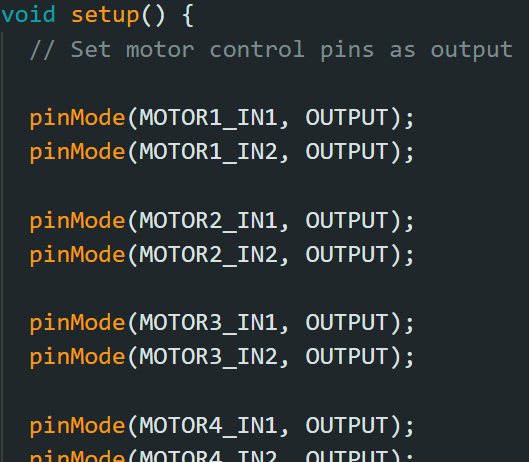 void setup() {
// Set motor control pins as output
pinMode(MOTOR1_IN1, OUTPUT);
pinMode(MOTOR1_IN2, OUTPUT);
pinMode(MOTOR2_IN1, OUTPUT);
pinMode(MOTOR2_IN2, OUTPUT);
pinMode(MOTOR3_IN1, OUTPUT);
pinMode(MOTOR3_IN2, OUTPUT);
pinMode(MOTOR4_IN1, OUTPUT);
pinMode(MOTOR4_IN2, OUTPUT);